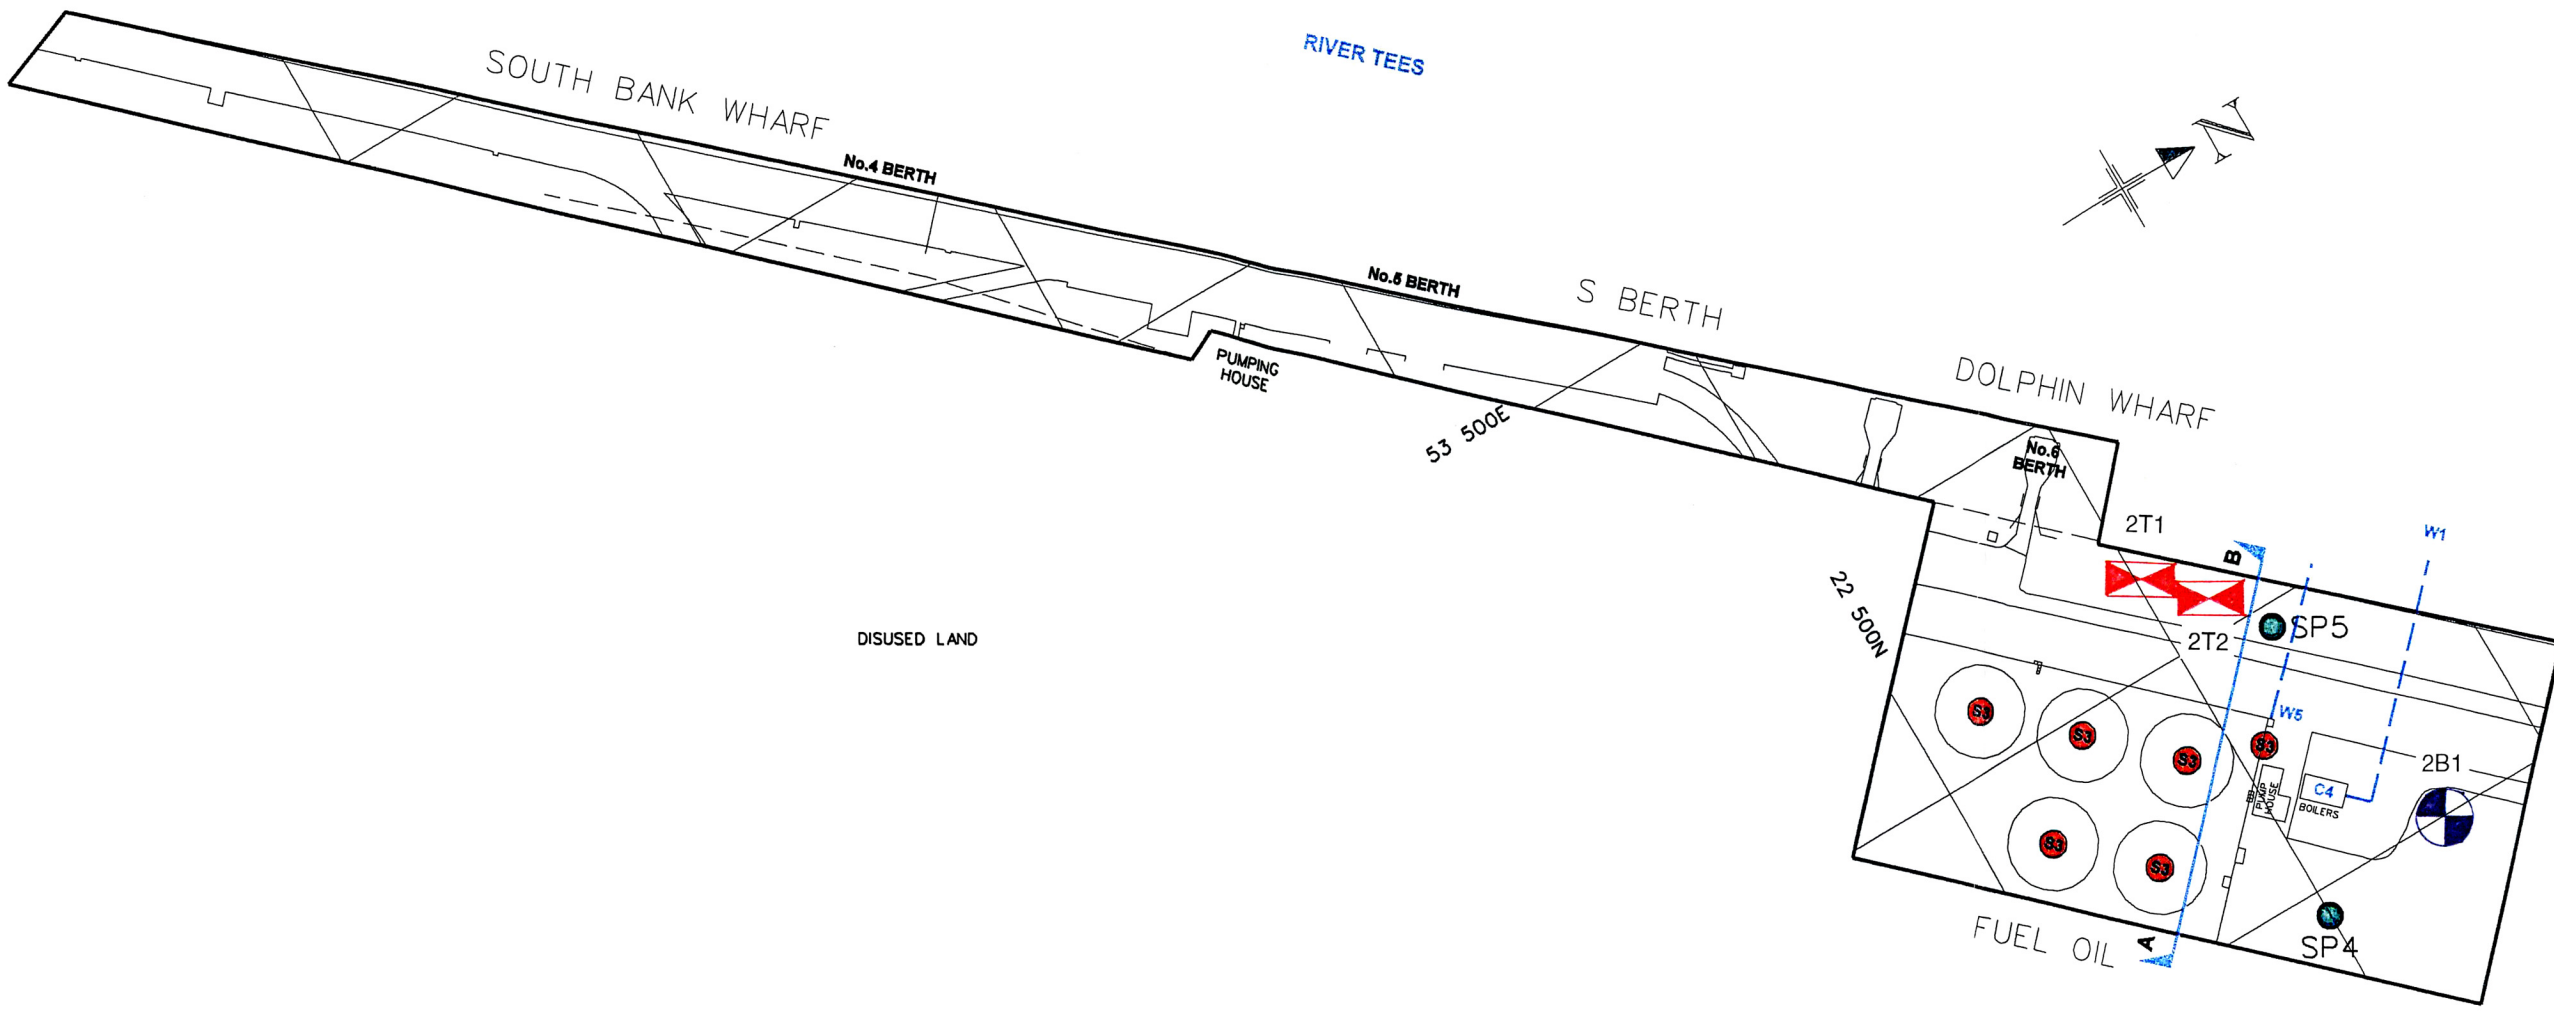 RIVER TEES
SOUTH BANK WHARF
N
No.4 BERTH
No.5 BERTH
S BERTH
DOLPHIN WHARF
PUMPING
HOUSE
53 500E
No.6
BERTH
2T1
W1
B
22 500N
SP5
DISUSED LAND
2T2
S3
W5
S3
S3
S3
2B1
PUMP
HOUSE
C4
BOILERS
S3
S3
FUEL OIL
A
SP4